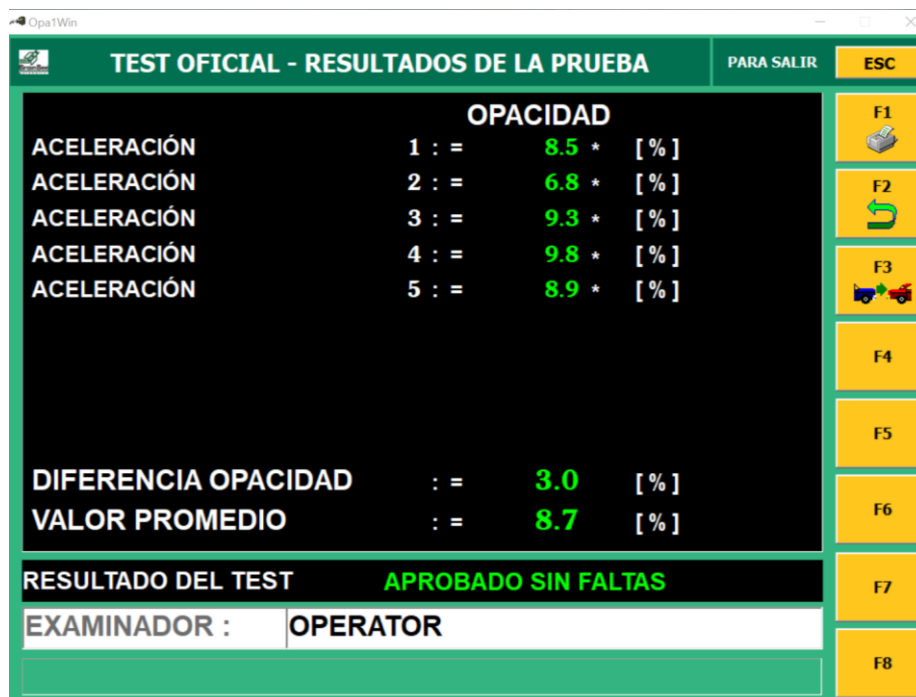 Opa1Win
TEST OFICIAL - RESULTADOS DE LA PRUEBA PARA SALIR ESC
OPACIDAD
ACELERACIÓN 1 : = 8.5 * [ % ]
ACELERACIÓN 2 : = 6.8 * [ % ]
ACELERACIÓN 3 : = 9.3 * [ % ]
ACELERACIÓN 4 : = 9.8 * [ % ]
ACELERACIÓN 5 : = 8.9 * [ % ]
DIFERENCIA OPACIDAD : = 3.0 [ % ]
VALOR PROMEDIO : = 8.7 [ % ]
RESULTADO DEL TEST APROBADO SIN FALTAS
EXAMINADOR : OPERATOR
F1
F2
F3
F4
F5
F6
F7
F8